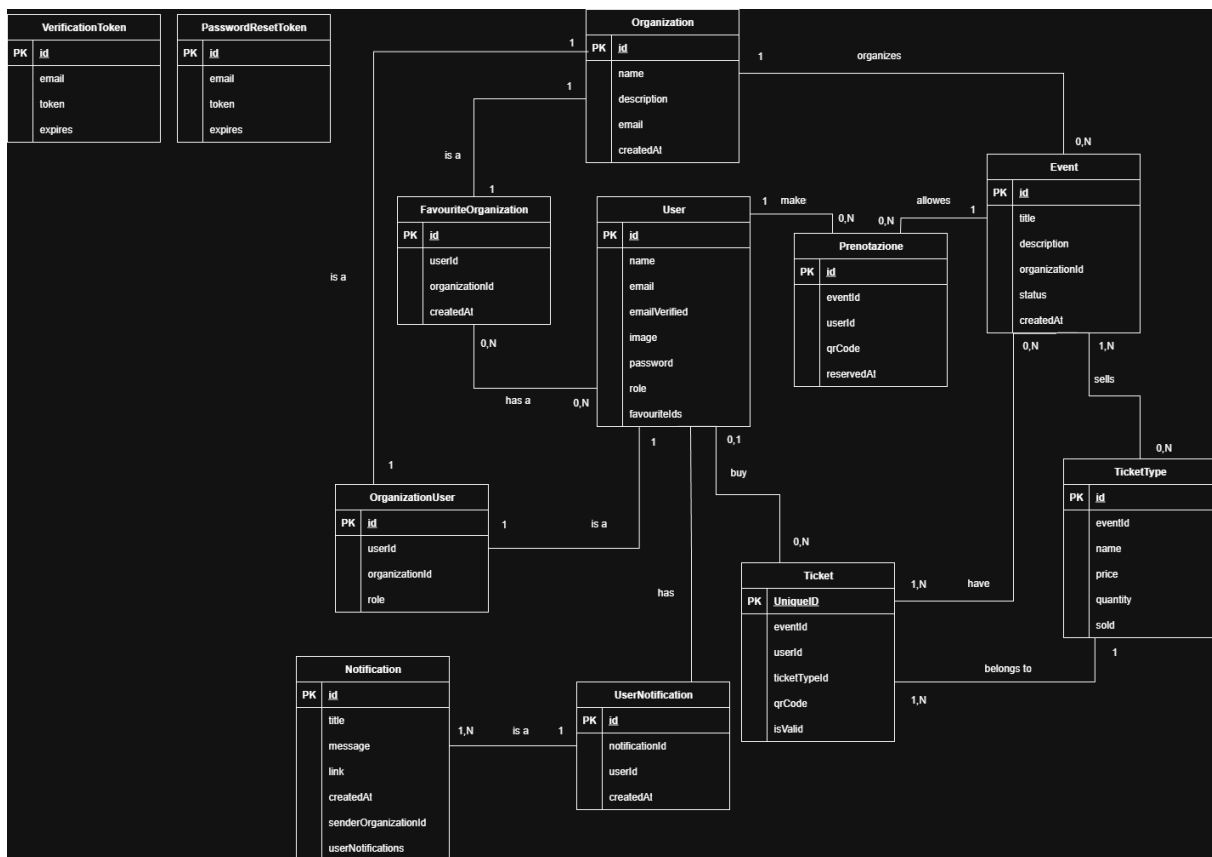 VerificationToken
PK id
email
token
expires
PasswordResetToken
PK id
email
token
expires
Organization
PK id
name
description
email
createdAt
1
1
1 organizes
0,N
is a
1
is a
1
FavouriteOrganization
PK id
userId
organizationId
createdAt
0,N
has a 0,N
User
PK id
name
email
emailVerified
image
password
role
favouriteIds
1 make
0,N
allowes 1
0,N
Prenotazione
PK id
eventId
userId
qrCode
reservedAt
Event
PK id
title
description
organizationId
status
createdAt
0,N
1,N
sells
0,N
TicketType
PK id
eventId
name
price
quantity
sold
1
belongs to
1,N
1,N have
1
0,1
buy
0,N
Ticket
PK UniqueID
eventId
userId
ticketTypeId
qrCode
isValid
OrganizationUser
PK id
userId
organizationId
role
1 is a
has
Notification
PK id
title
message
link
createdAt
senderOrganizationId
userNotifications
1,N is a 1
UserNotification
PK id
notificationId
userId
createdAt